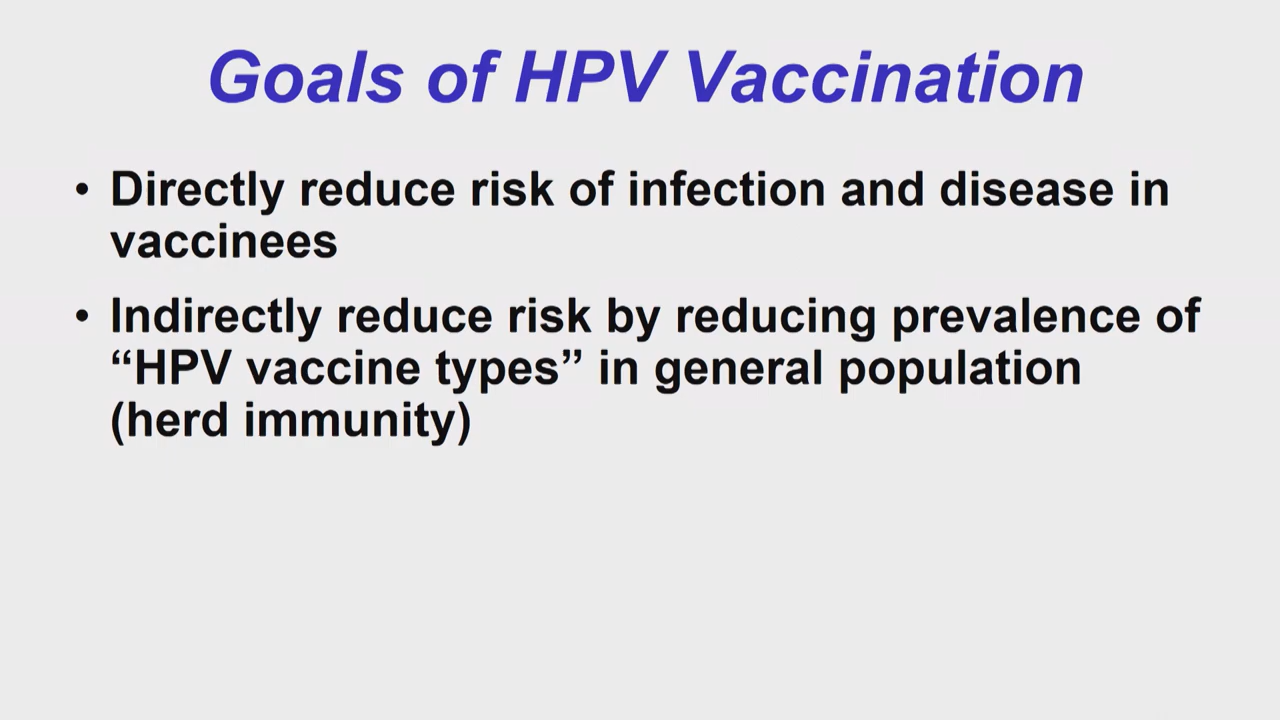 Goals of HPV Vaccination
• Directly reduce risk of infection and disease in
vaccinees
• Indirectly reduce risk by reducing prevalence of
“HPV vaccine types” in general population
(herd immunity)